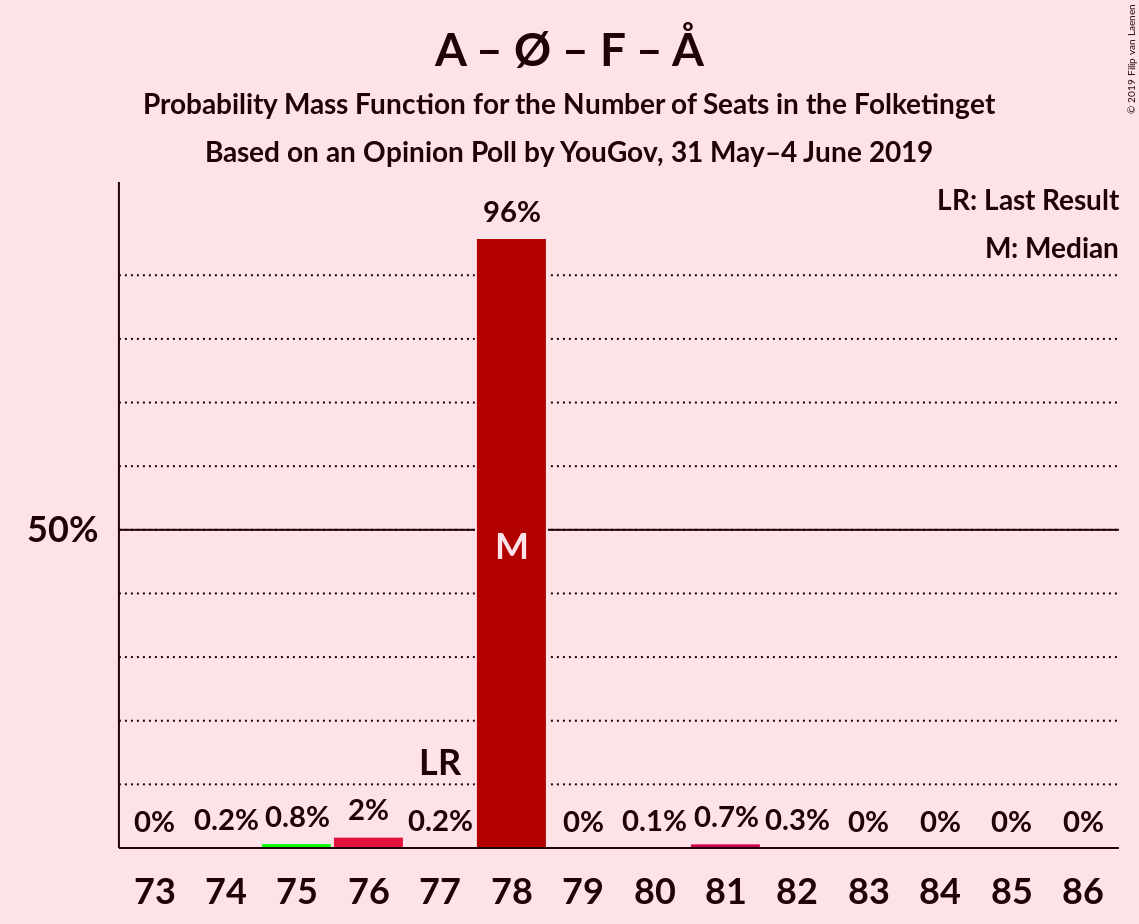 A – Ø – F – Å
Probability Mass Function for the Number of Seats in the Folketinget
Based on an Opinion Poll by YouGov, 31 May–4 June 2019
© 2019 Filip van Laenen
LR: Last Result
M: Median
96%
50%
M
LR
0% 0.2% 0.8% 2% 0.2% 0% 0.1% 0.7% 0.3% 0% 0% 0% 0%
73 74 75 76 77 78 79 80 81 82 83 84 85 86